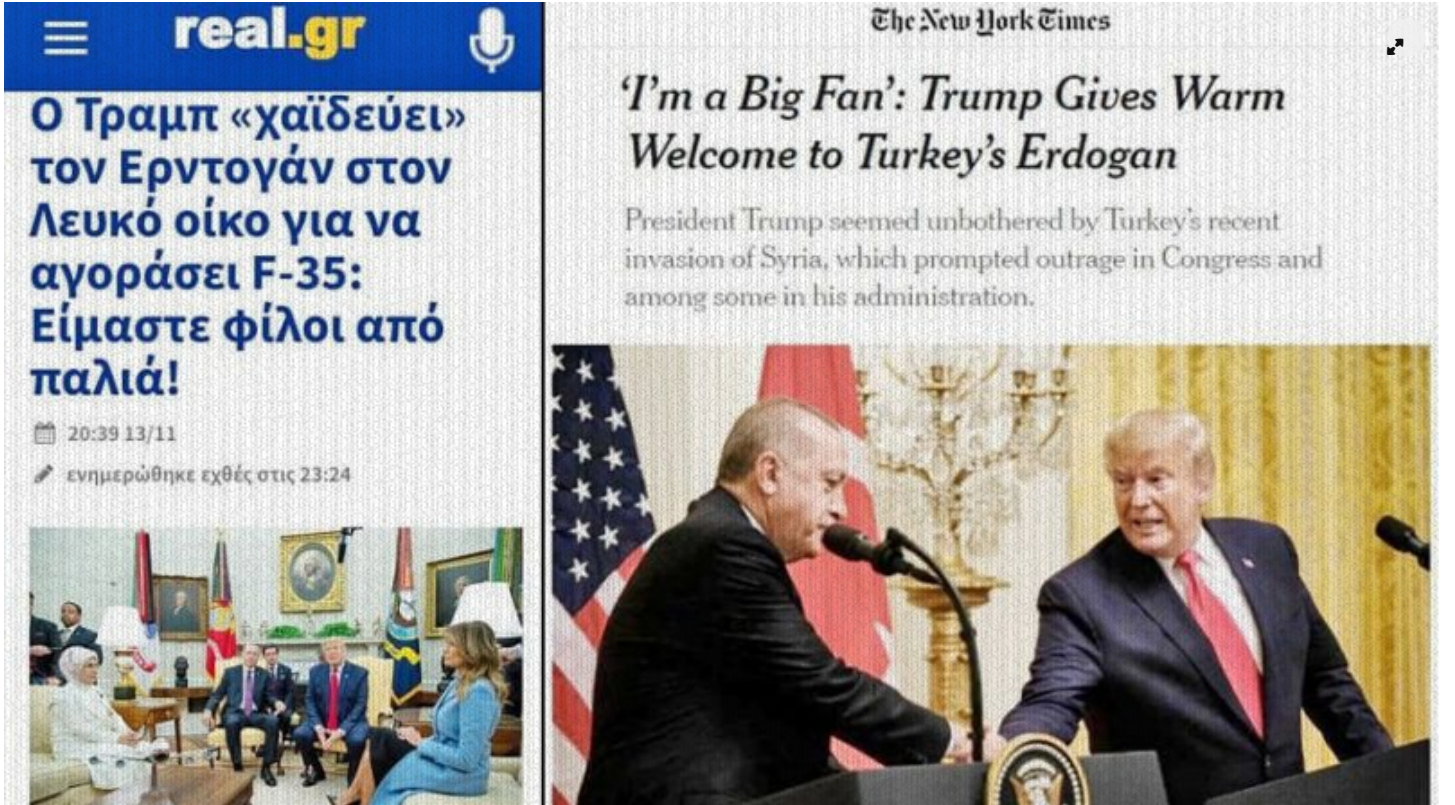 real.gr
Ο Τραμπ «χαϊδεύει»
τον Ερντογάν στον
Λευκό οίκο για να
αγοράσει F-35:
Είμαστε φίλοι από
παλιά!
20:39 13/11
ενημερώθηκε εχθές στις 23:24
The New York Times
‘I’m a Big Fan’: Trump Gives Warm
Welcome to Turkey’s Erdogan
President Trump seemed unbothered by Turkey’s recent
invasion of Syria, which prompted outrage in Congress and
among some in his administration.